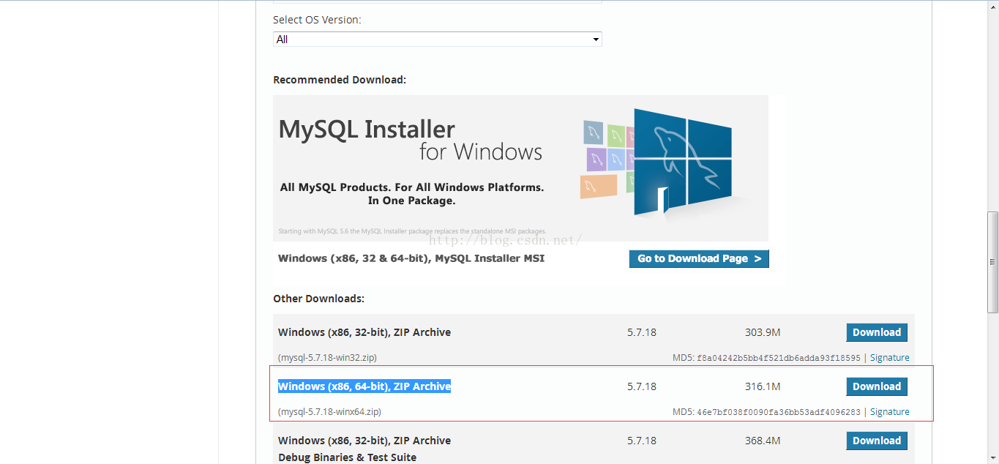 Select OS Version:
All
Recommended Download:
MySQL Installer
for Windows
All MySQL Products. For All Windows Platforms.
In One Package.
Starting with MySQL 5.6 the MySQL Installer package replaces the standalone MSI packages.
http://blog.csdn.net/
Windows (x86, 32 & 64-bit), MySQL Installer MSI
Go to Download Page >
Other Downloads:
Windows (x86, 32-bit), ZIP Archive 5.7.18 303.9M Download
(mysql-5.7.18-win32.zip) MD5: f8a04242b5bb4f521db6adda93f18595 | Signature
Windows (x86, 64-bit), ZIP Archive 5.7.18 316.1M Download
(mysql-5.7.18-winx64.zip) MD5: 46e7bf038f0090fa36bb53adf4096283 | Signature
Windows (x86, 32-bit), ZIP Archive 5.7.18 368.4M Download
Debug Binaries & Test Suite